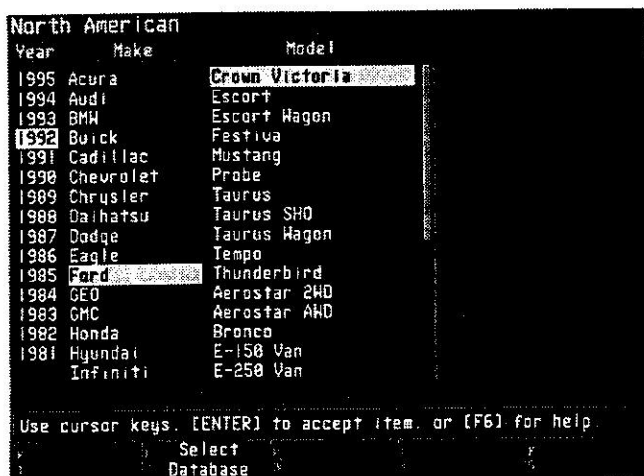 North American
Year Make Model
1995 Acura Crown Victoria
1994 Audi Escort
1993 BMW Escort Wagon
1992 Buick Festiva
1991 Cadillac Mustang
1990 Chevrolet Probe
1989 Chrysler Taurus
1988 Daihatsu Taurus SHO
1987 Dodge Taurus Wagon
1986 Eagle Tempo
1985 Ford Thunderbird
1984 GEO Aerostar 2WD
1983 GMC Aerostar AWD
1982 Honda Bronco
1981 Hyundai E-150 Van
Infiniti E-250 Van
Use cursor keys. [ENTER] to accept item. or [F6] for help
Select
Database